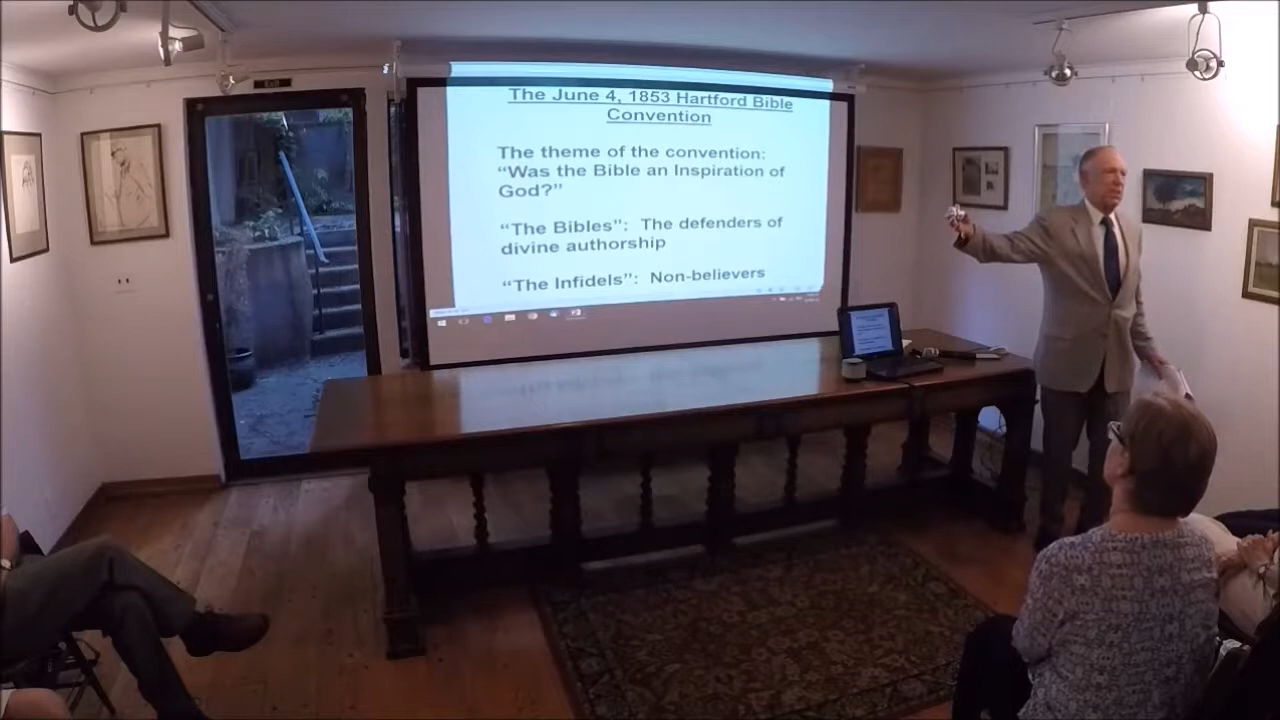 The June 4, 1853 Hartford Bible
Convention
The theme of the convention:
“Was the Bible an Inspiration of
God?”
“The Bibles”: The defenders of
divine authorship
“The Infidels”: Non-believers